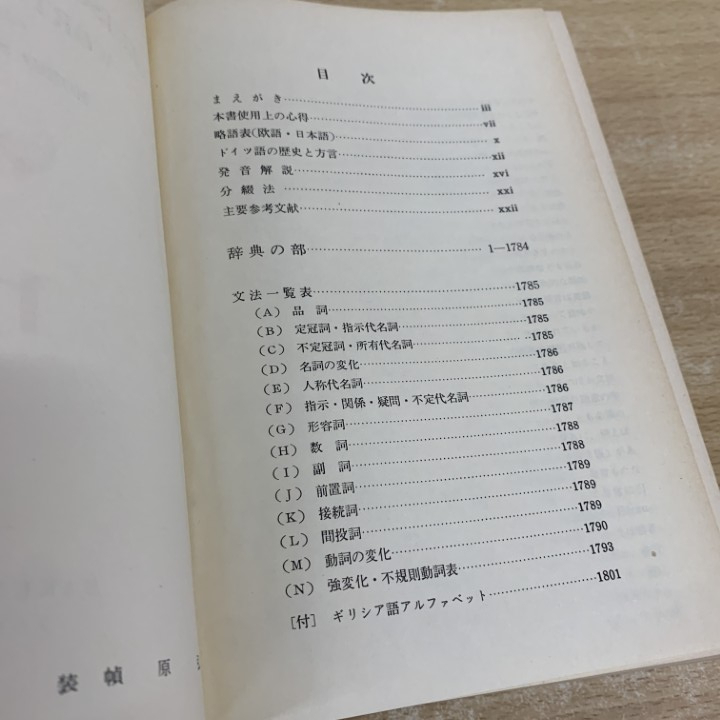 目 次
まえがき……iii
本書使用上の心得……vii
略語表(欧語・日本語)……x
ドイツ語の歴史と方言……xii
発音解説……xvi
分綴法……xxi
主要参考文献……xxii
辞典の部……1—1784
文法一覧表……1785
(A) 品詞……1785
(B) 定冠詞・指示代名詞……1785
(C) 不定冠詞・所有代名詞……1785
(D) 名詞の変化……1786
(E) 人称代名詞……1786
(F) 指示・関係・疑問・不定代名詞……1786
(G) 形容詞……1787
(H) 数詞……1788
(I) 副詞……1788
(J) 前置詞……1789
(K) 接続詞……1789
(L) 間投詞……1789
(M) 動詞の変化……1790
(N) 強変化・不規則動詞表……1793
[付] ギリシア語アルファベット……1801
装幀 原